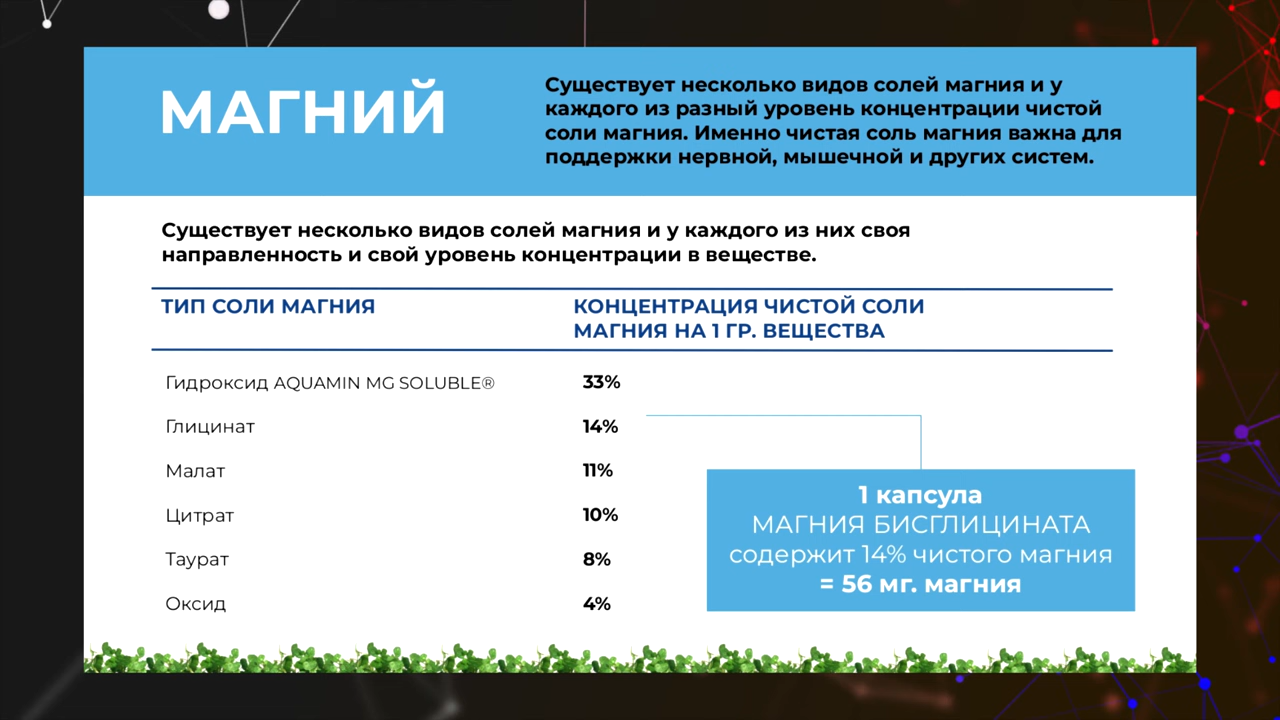 МАГНИЙ
Существует несколько видов солей магния и у
каждого из разный уровень концентрации чистой
соли магния. Именно чистая соль магния важна для
поддержки нервной, мышечной и других систем.
Существует несколько видов солей магния и у каждого из них своя
направленность и свой уровень концентрации в веществе.
ТИП СОЛИ МАГНИЯ
КОНЦЕНТРАЦИЯ ЧИСТОЙ СОЛИ
МАГНИЯ НА 1 ГР. ВЕЩЕСТВА
Гидроксид AQUAMIN MG SOLUBLE® 33%
Глицинат 14%
Малат 11%
Цитрат 10%
Таурат 8%
Оксид 4%
1 капсула
МАГНИЯ БИСГЛИЦИНАТА
содержит 14% чистого магния
= 56 мг. магния